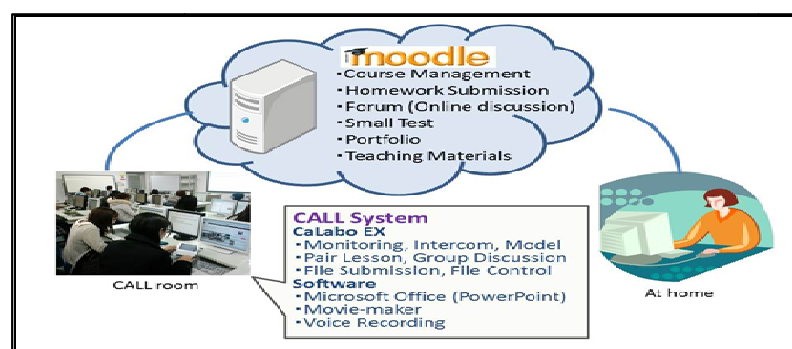 moodle
・Course Management
・Homework Submission
・Forum (Online discussion)
・Small Test
・Portfolio
・Teaching Materials
CALL System
CaLabo EX
・Monitoring, Intercom, Model
・Pair Lesson, Group Discussion
・File Submission, File Control
Software
・Microsoft Office (PowerPoint)
・Movie-maker
・Voice Recording
CALL room
At home